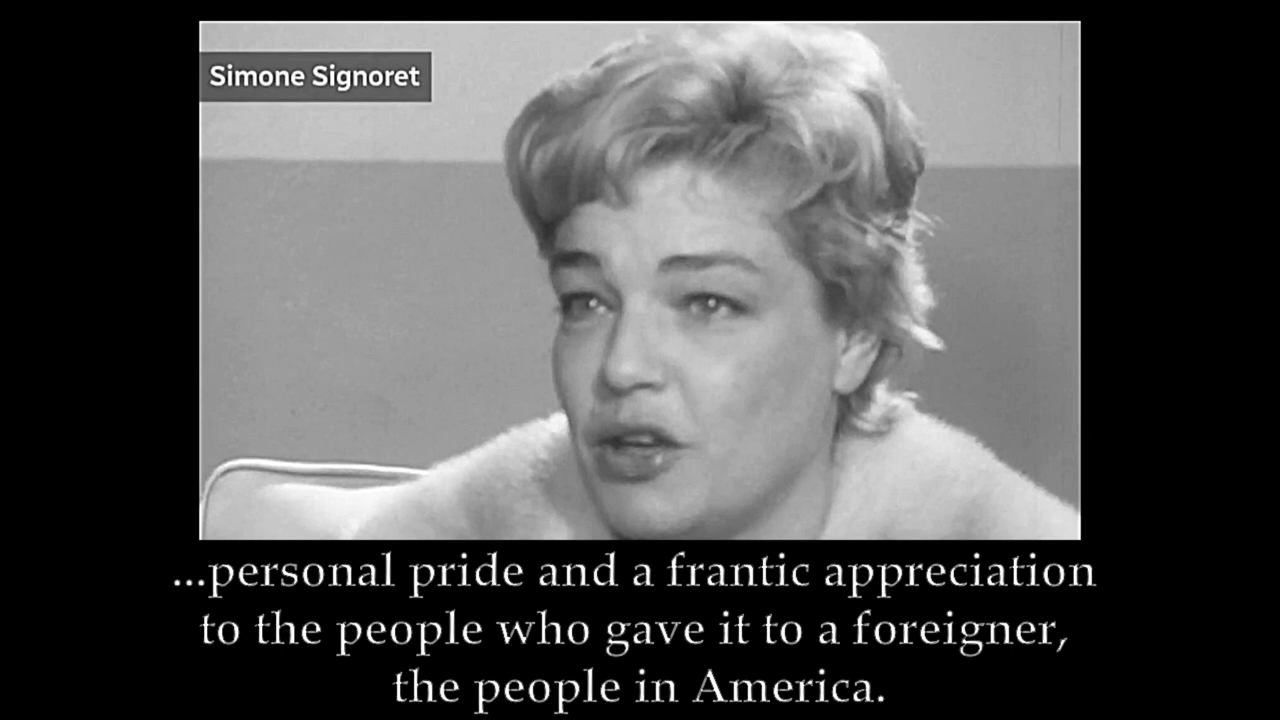 Simone Signoret
...personal pride and a frantic appreciation
to the people who gave it to a foreigner,
the people in America.